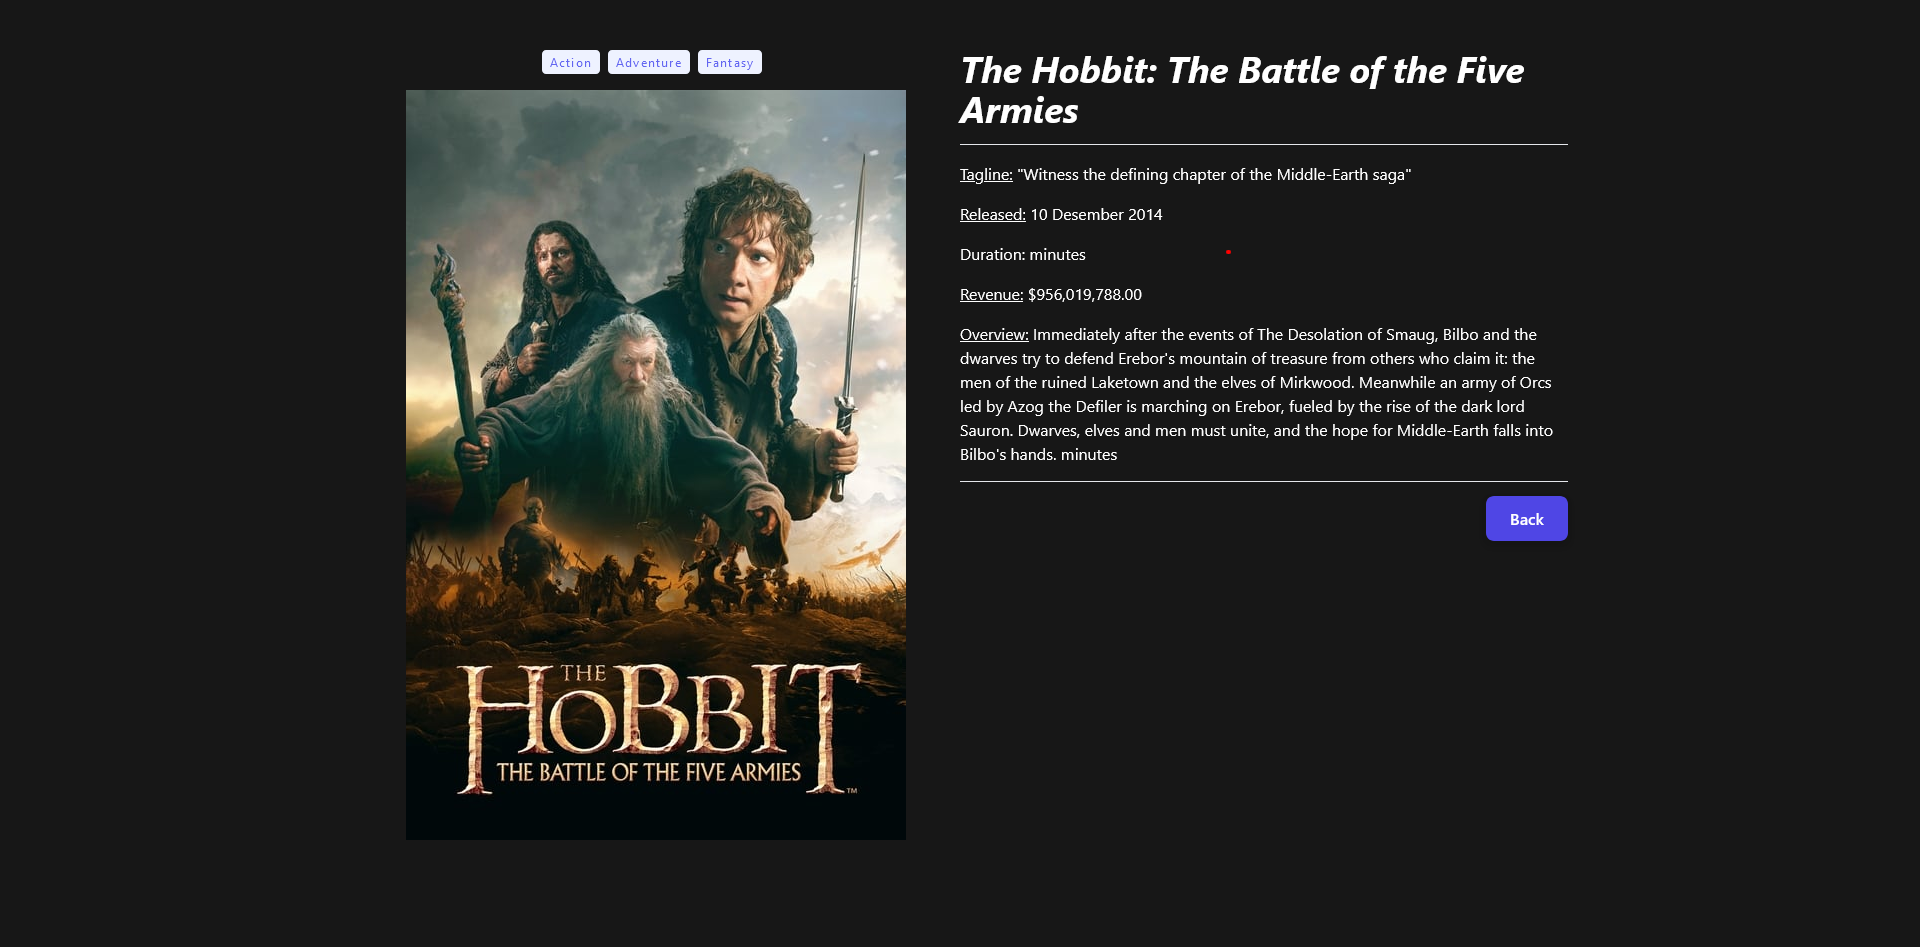 Action Adventure Fantasy
THE
HOBBIT
THE BATTLE OF THE FIVE ARMIES
TM
The Hobbit: The Battle of the Five
Armies
Tagline: "Witness the defining chapter of the Middle-Earth saga"
Released: 10 Desember 2014
Duration: minutes
Revenue: $956,019,788.00
Overview: Immediately after the events of The Desolation of Smaug, Bilbo and the
dwarves try to defend Erebor's mountain of treasure from others who claim it: the
men of the ruined Laketown and the elves of Mirkwood. Meanwhile an army of Orcs
led by Azog the Defiler is marching on Erebor, fueled by the rise of the dark lord
Sauron. Dwarves, elves and men must unite, and the hope for Middle-Earth falls into
Bilbo's hands. minutes
Back